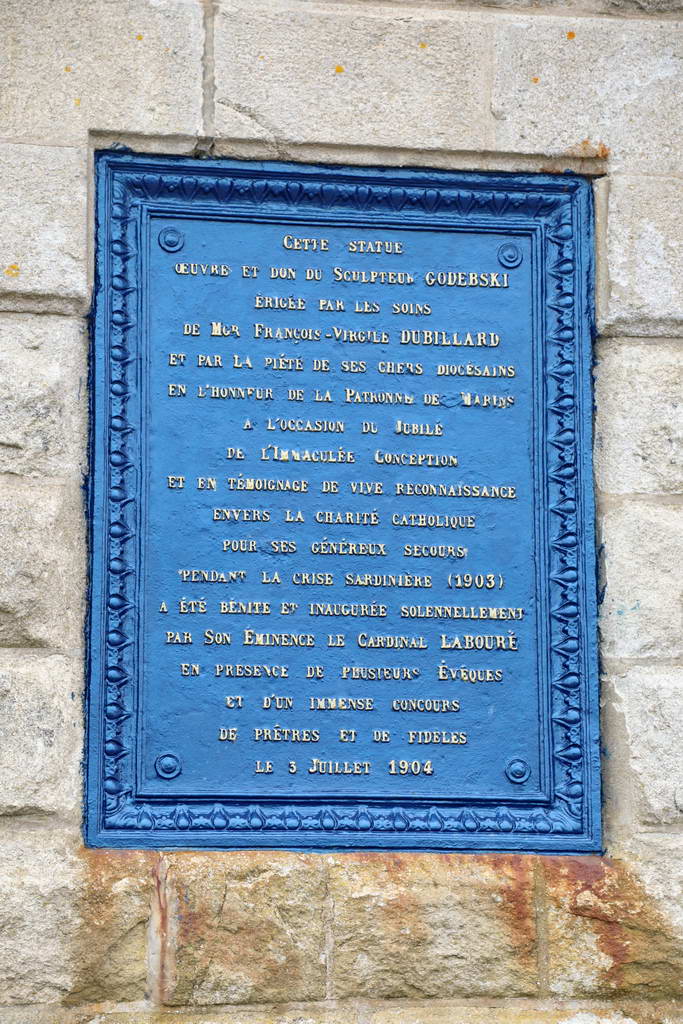 CETTE STATUE
ŒUVRE ET DON DU SCULPTEUR GODEBSKI
ÉRIGÉE PAR LES SOINS
DE MGR FRANÇOIS-VIRGILE DUBILLARD
ET PAR LA PIÉTÉ DE SES CHERS DIOCÉSAINS
EN L'HONNEUR DE LA PATRONNE DES MARINS
A L'OCCASION DU JUBILÉ
DE L'IMMACULÉE CONCEPTION
ET EN TÉMOIGNAGE DE VIVE RECONNAISSANCE
ENVERS LA CHARITÉ CATHOLIQUE
POUR SES GÉNÉREUX SECOURS
PENDANT LA CRISE SARDINIÈRE (1903)
A ÉTÉ BÉNITE ET INAUGURÉE SOLENNELLEMENT
PAR SON ÉMINENCE LE CARDINAL LABOURÉ
EN PRESENCE DE PLUSIEURS ÉVÊQUES
ET D'UN IMMENSE CONCOURS
DE PRÊTRES ET DE FIDELES
LE 3 JUILLET 1904